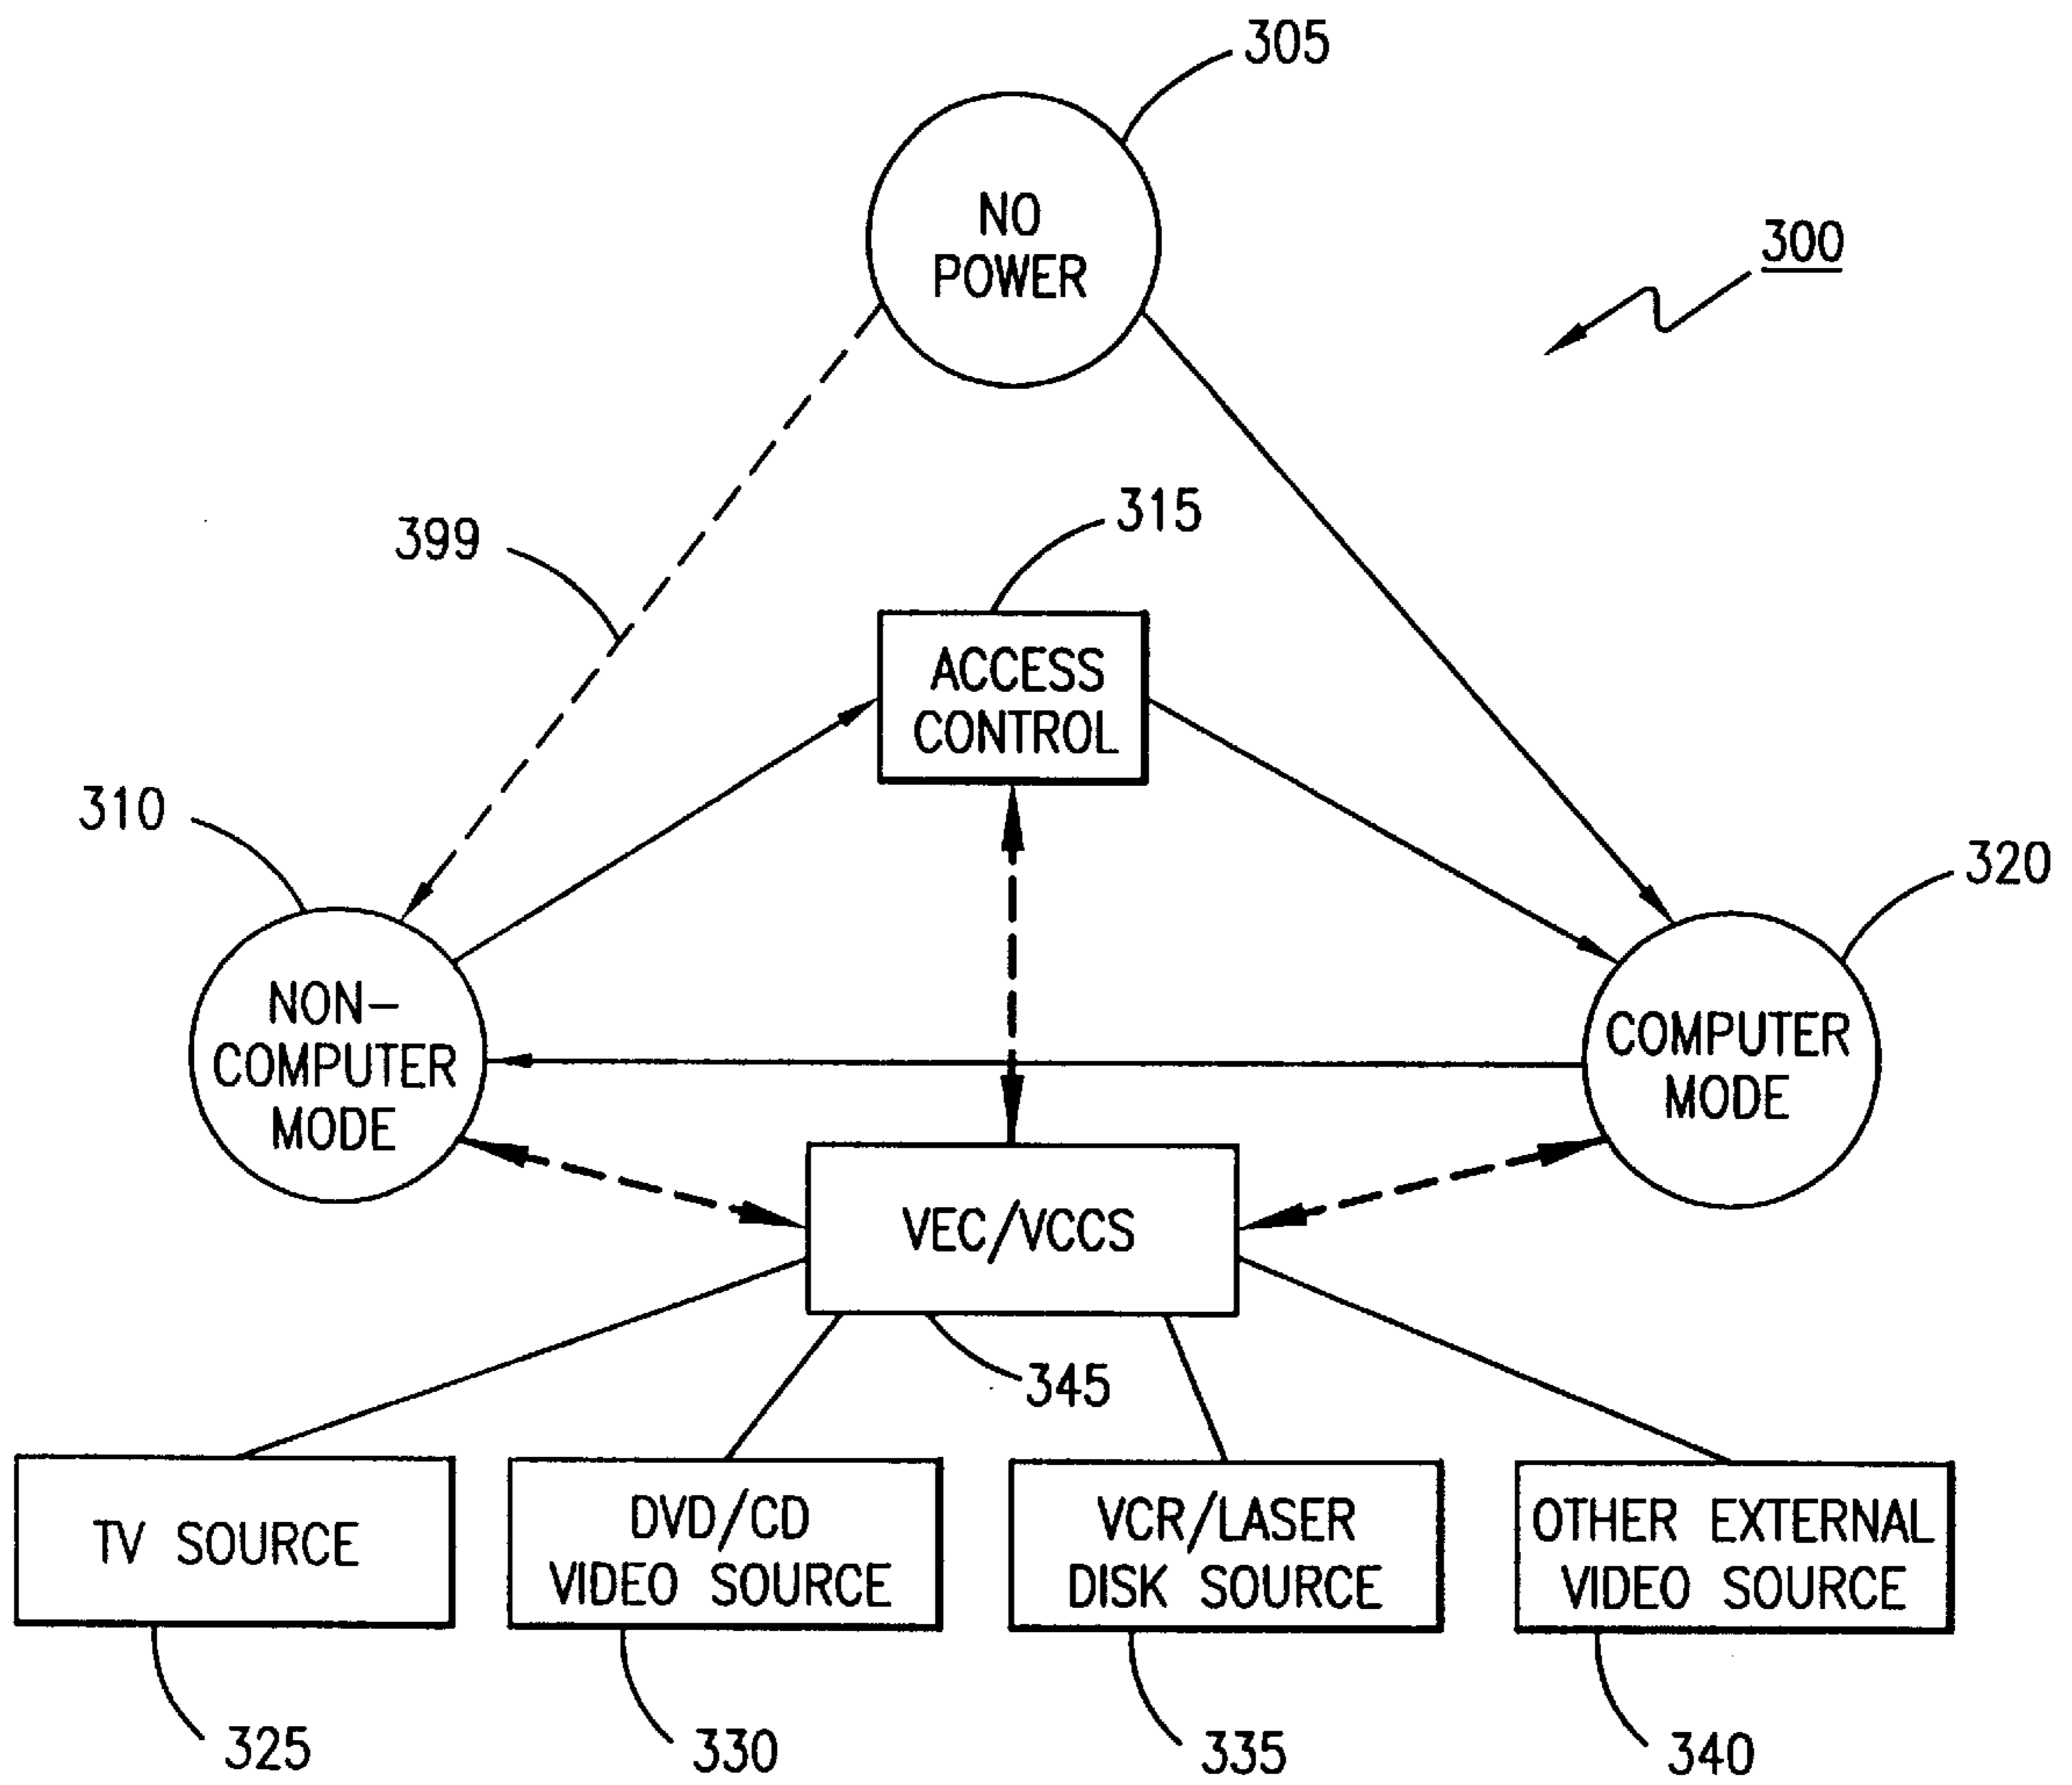 305
NO
POWER
300
399
315
ACCESS
CONTROL
310
320
NON-
COMPUTER
MODE
COMPUTER
MODE
VEC/VCCS
345
TV SOURCE
DVD/CD
VIDEO SOURCE
VCR/LASER
DISK SOURCE
OTHER EXTERNAL
VIDEO SOURCE
325
330
335
340